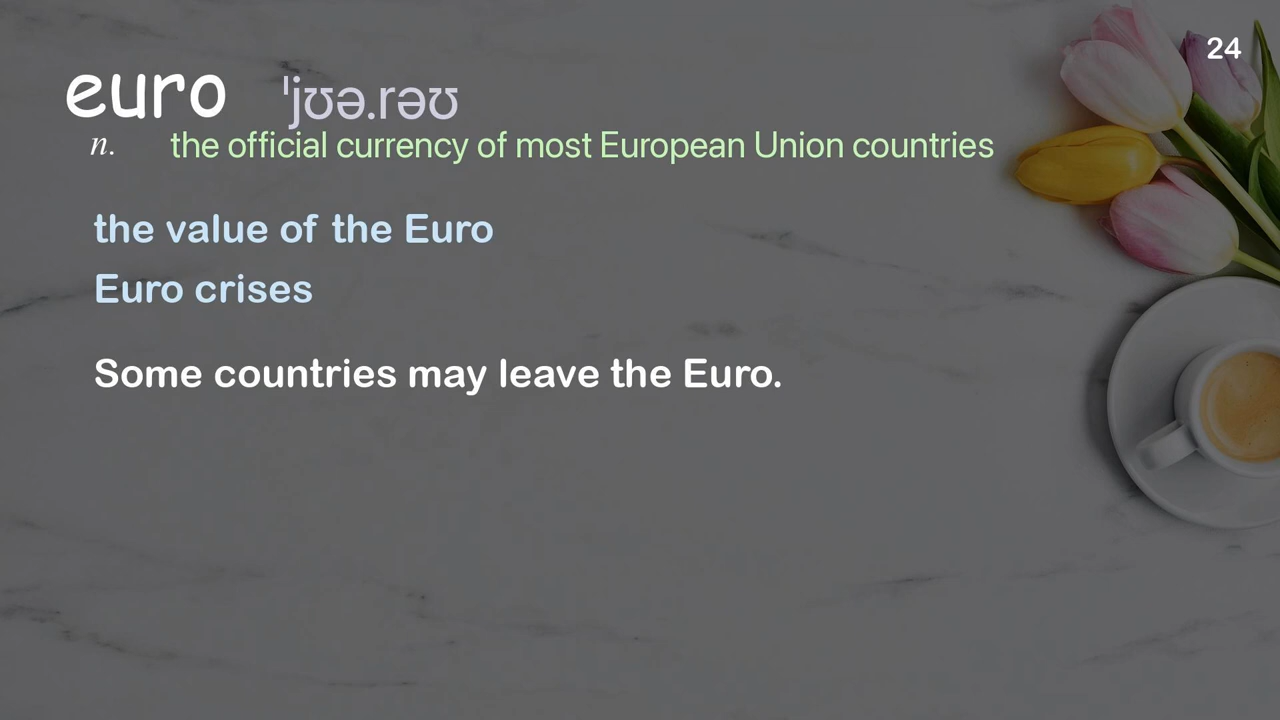 24
euro ˈjʊə.rəʊ
n. the official currency of most European Union countries
the value of the Euro
Euro crises
Some countries may leave the Euro.